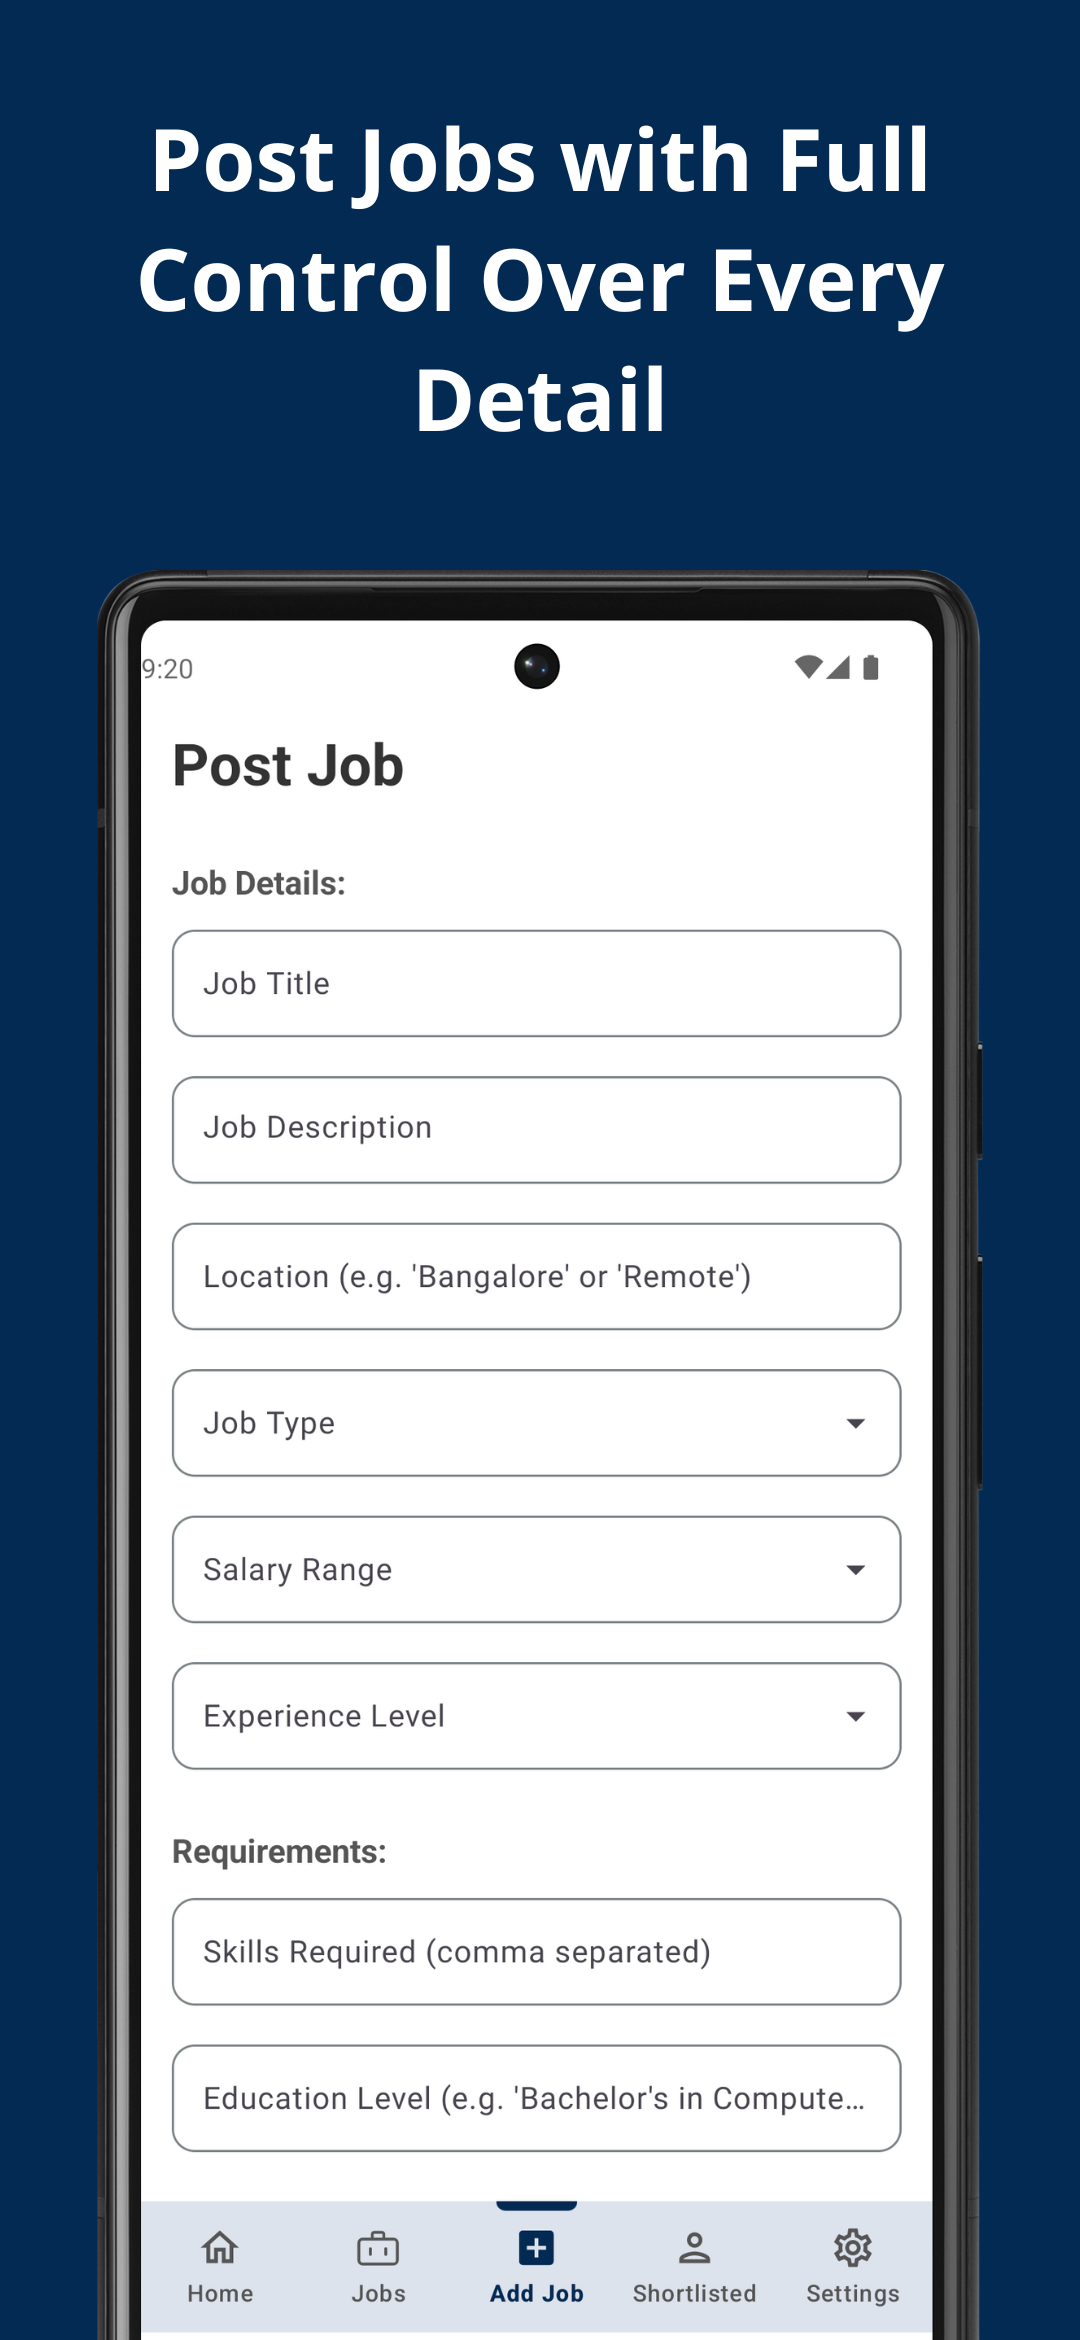 Post Jobs with Full
Control Over Every
Detail
9:20
Post Job
Job Details:
Job Title
Job Description
Location (e.g. 'Bangalore' or 'Remote')
Job Type
Salary Range
Experience Level
Requirements:
Skills Required (comma separated)
Education Level (e.g. 'Bachelor's in Compute...
Home
Jobs
Add Job
Shortlisted
Settings